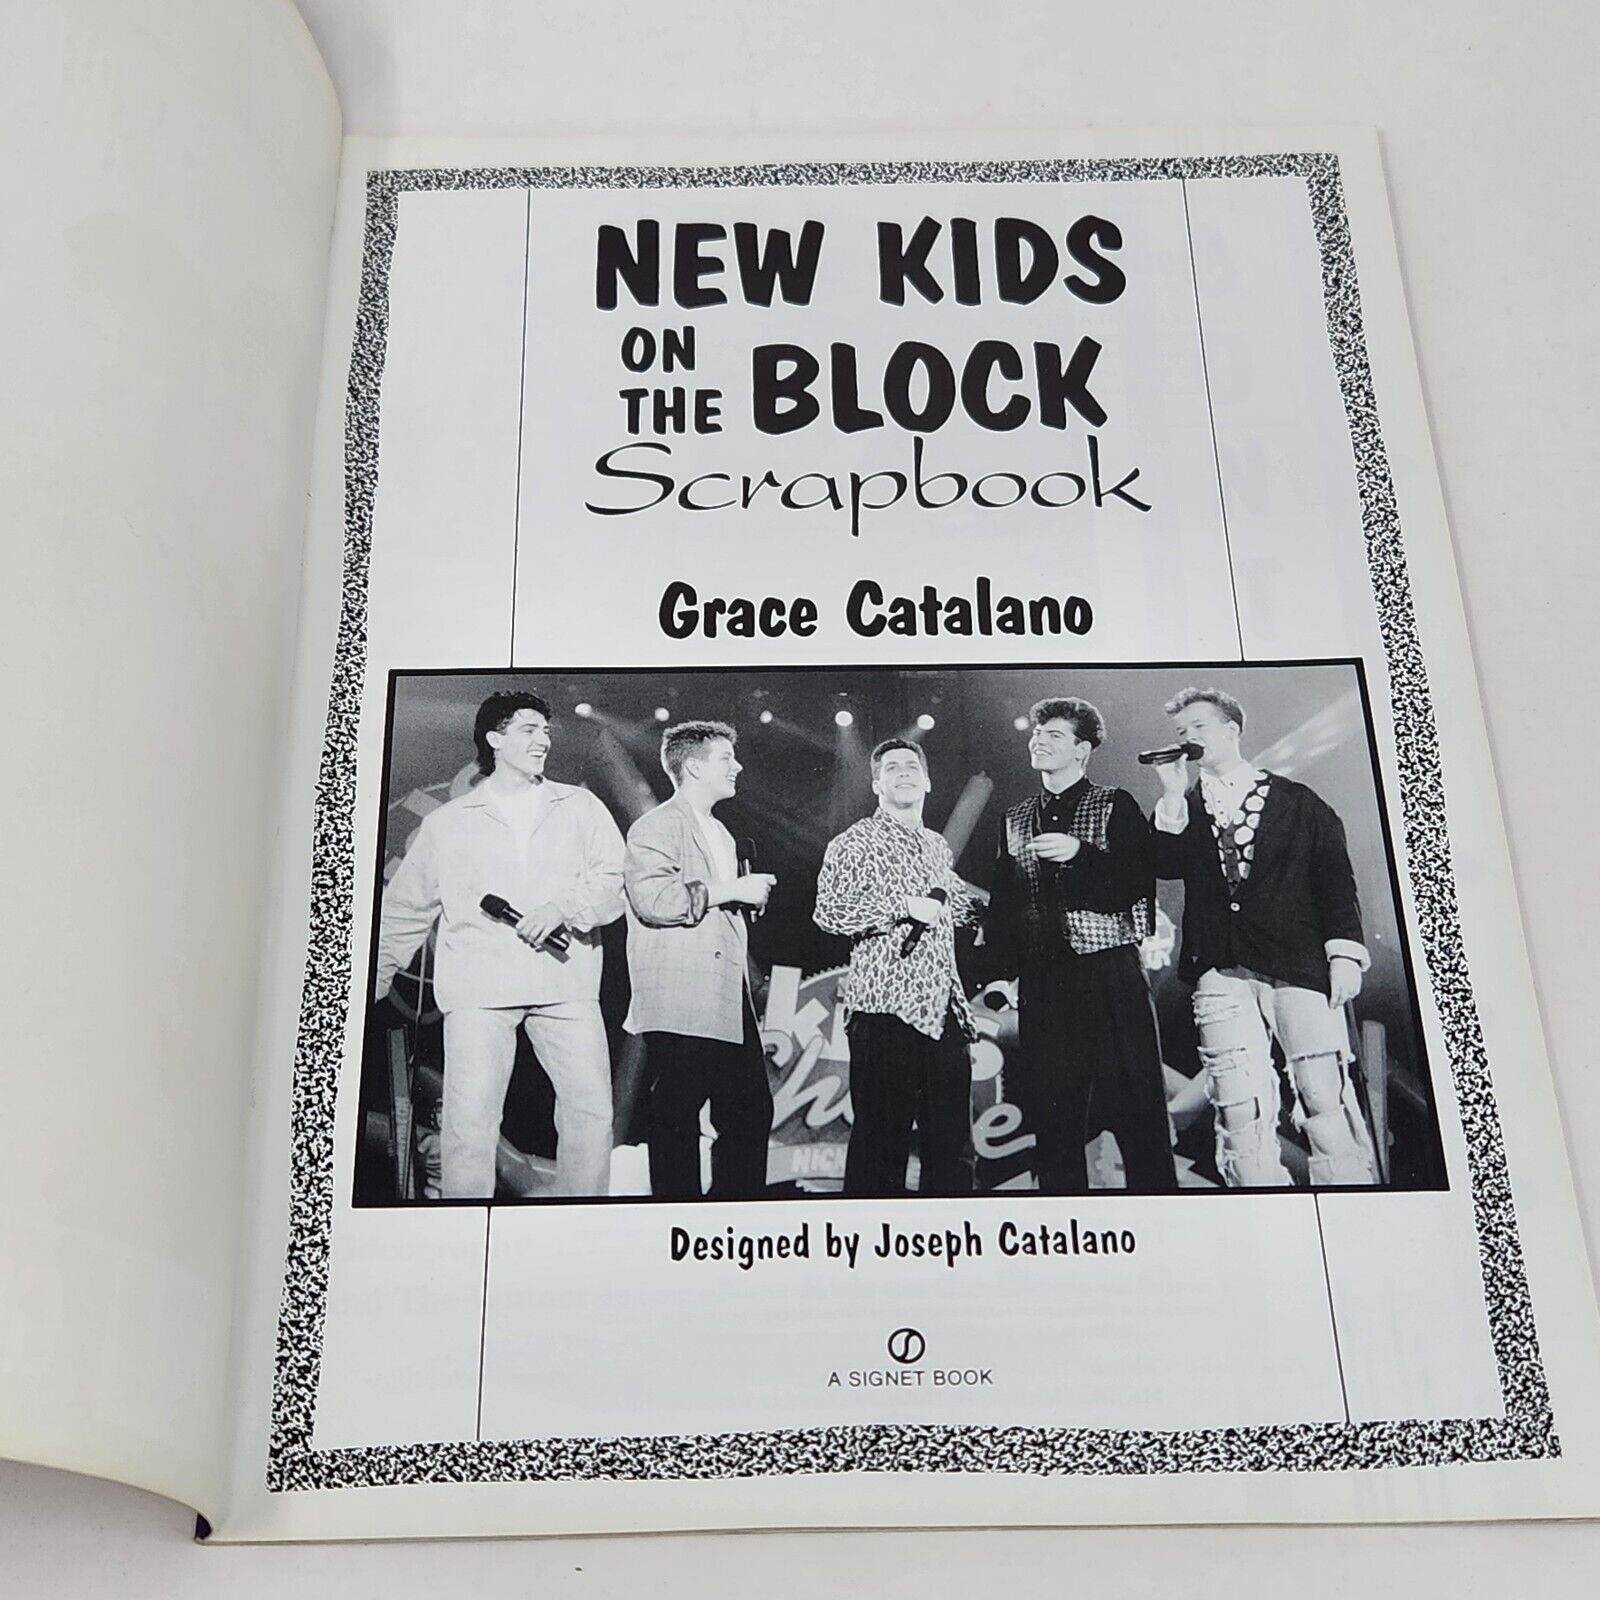 NEW KIDS
ON
THE BLOCK
Scrapbook
Grace Catalano
Designed by Joseph Catalano
A SIGNET BOOK